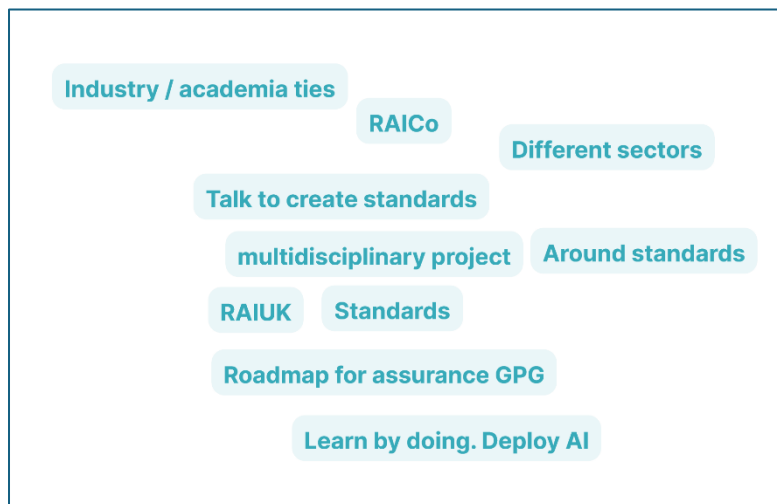 Industry / academia ties
RAICo
Different sectors
Talk to create standards
multidisciplinary project
Around standards
RAIUK
Standards
Roadmap for assurance GPG
Learn by doing. Deploy AI